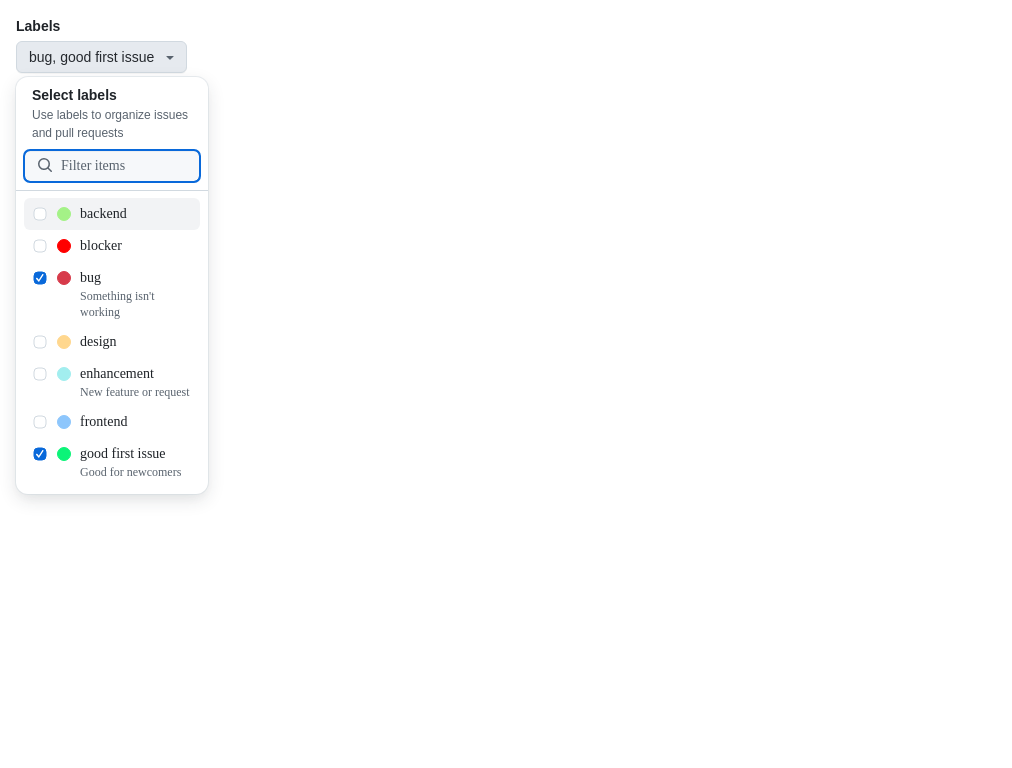 Labels
bug, good first issue
Select labels
Use labels to organize issues
and pull requests
Filter items
backend
blocker
bug
Something isn't
working
design
enhancement
New feature or request
frontend
good first issue
Good for newcomers